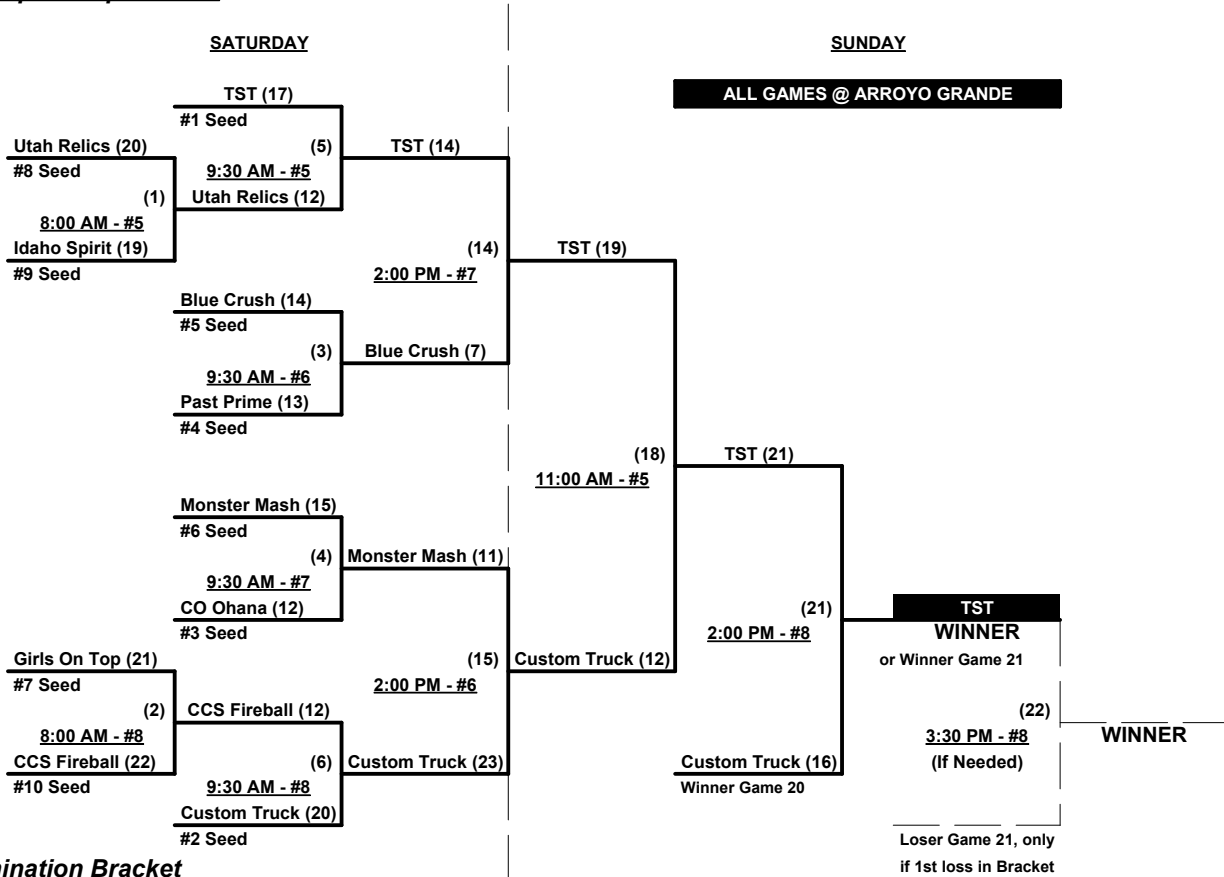 SATURDAY
SUNDAY
TST (17)
ALL GAMES @ ARROYO GRANDE
#1 Seed
Utah Relics (20)
(5)
TST (14)
#8 Seed
9:30 AM - #5
(1)
Utah Relics (12)
8:00 AM - #5
Idaho Spirit (19)
(14)
TST (19)
#9 Seed
2:00 PM - #7
Blue Crush (14)
#5 Seed
(3)
Blue Crush (7)
9:30 AM - #6
Past Prime (13)
#4 Seed
(18)
TST (21)
11:00 AM - #5
Monster Mash (15)
#6 Seed
(4)
Monster Mash (11)
9:30 AM - #7
CO Ohana (12)
(21)
TST
#3 Seed
2:00 PM - #8
WINNER
Girls On Top (21)
(15)
Custom Truck (12)
or Winner Game 21
#7 Seed
2:00 PM - #6
(2)
CCS Fireball (12)
(22)
8:00 AM - #8
3:30 PM - #8
WINNER
CCS Fireball (22)
(6)
Custom Truck (23)
Custom Truck (16)
(If Needed)
#10 Seed
9:30 AM - #8
Winner Game 20
Custom Truck (20)
#2 Seed
Loser Game 21, only
if 1st loss in Bracket
ination Bracket